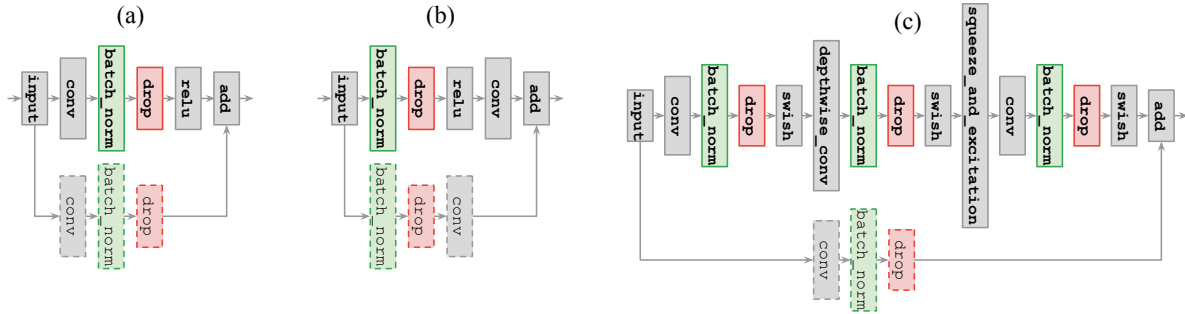 (a)
input
conv
batch_norm
drop
relu
add
conv
batch_norm
drop
(b)
input
batch_norm
drop
relu
conv
add
batch_norm
drop
conv
(c)
input
conv
batch_norm
drop
swish
depthwise_conv
batch_norm
drop
swish
squeeze_and_excitation
conv
batch_norm
drop
swish
add
conv
batch_norm
drop